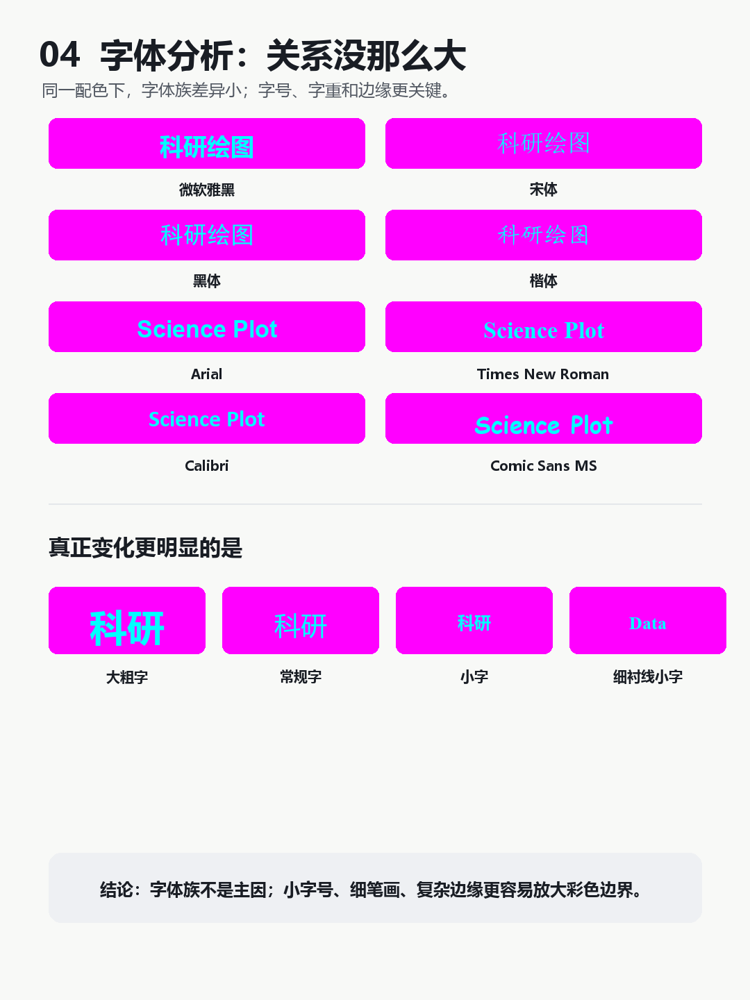 04 字体分析：关系没那么大
同一配色下，字体族差异小；字号、字重和边缘更关键。
科研绘图
科研绘图
微软雅黑
宋体
科研绘图
科研绘图
黑体
楷体
Science Plot
Science Plot
Arial
Times New Roman
Science Plot
Science Plot
Calibri
Comic Sans MS
真正变化更明显的是
科研
科研
科研
Data
大粗字
常规字
小字
细衬线小字
结论：字体族不是主因；小字号、细笔画、复杂边缘更容易放大彩色边界。